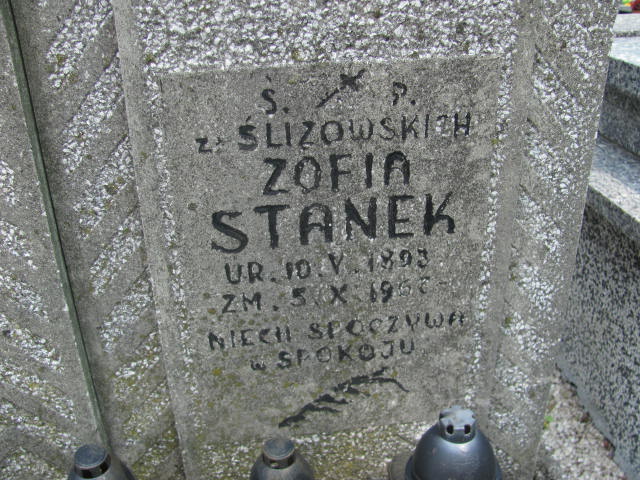 Ś. P.
z ŚLIZOWSKICH
ZOFIA
STANEK
UR. 10. V. 1893
ZM. 5. X.
NIECH SPOCZYWA
w SPOKOJU